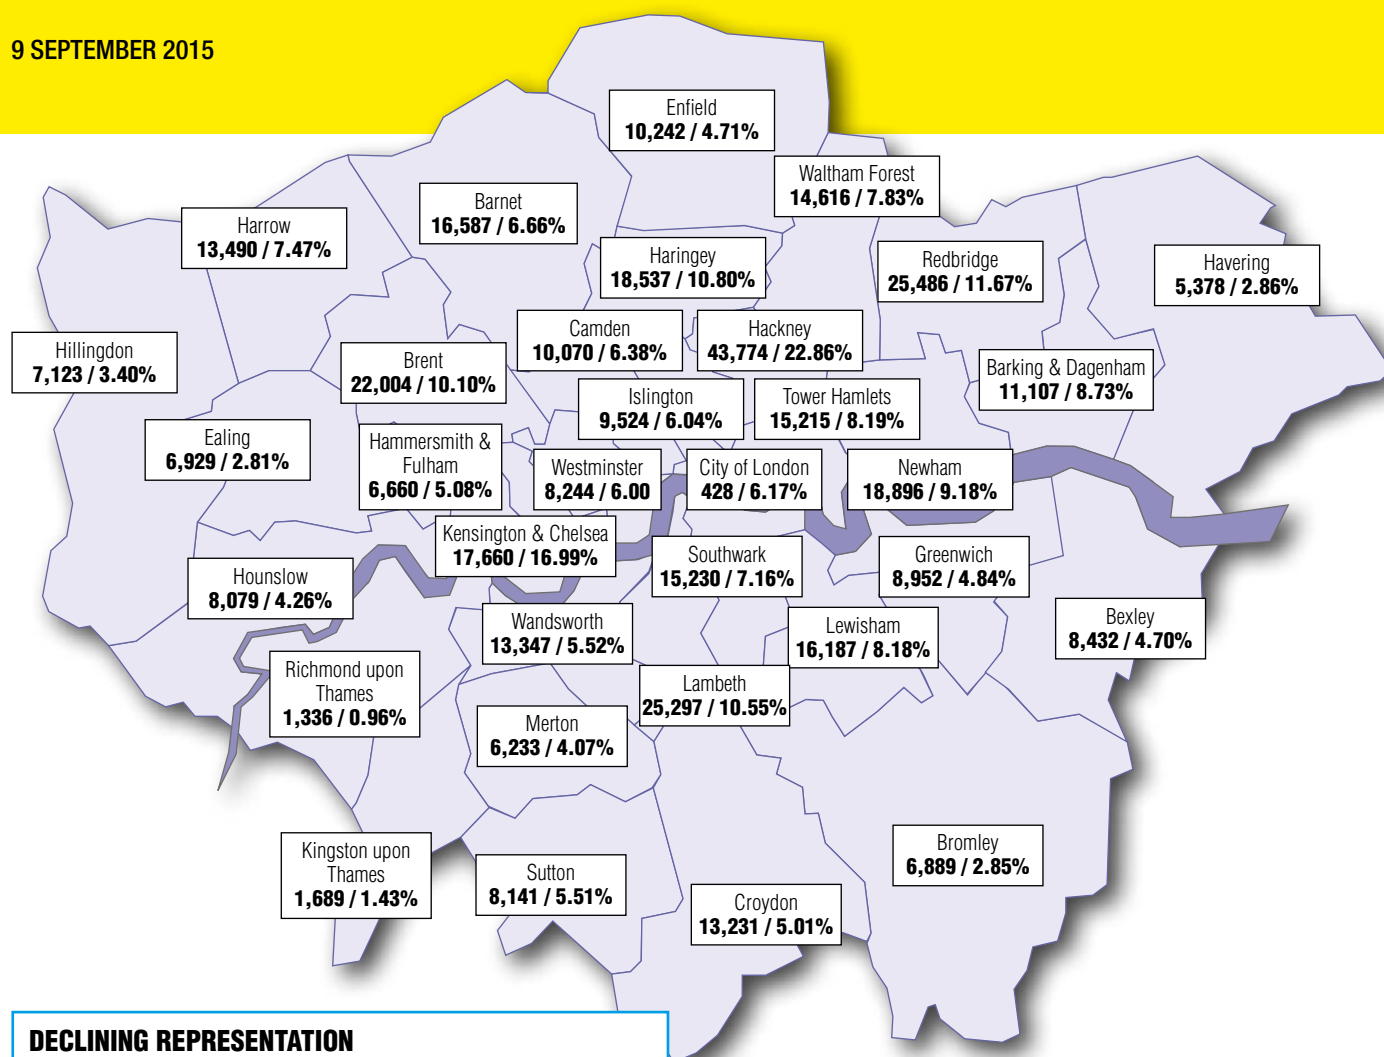 9 SEPTEMBER 2015
Enfield
10,242 / 4.71%
Waltham Forest
14,616 / 7.83%
Barnet
16,587 / 6.66%
Harrow
13,490 / 7.47%
Haringey
18,537 / 10.80%
Redbridge
25,486 / 11.67%
Havering
5,378 / 2.86%
Camden
10,070 / 6.38%
Hackney
43,774 / 22.86%
Hillingdon
7,123 / 3.40%
Brent
22,004 / 10.10%
Barking & Dagenham
11,107 / 8.73%
Islington
9,524 / 6.04%
Tower Hamlets
15,215 / 8.19%
Ealing
6,929 / 2.81%
Hammersmith &
Fulham
6,660 / 5.08%
Westminster
8,244 / 6.00
City of London
428 / 6.17%
Newham
18,896 / 9.18%
Kensington & Chelsea
17,660 / 16.99%
Southwark
15,230 / 7.16%
Greenwich
8,952 / 4.84%
Hounslow
8,079 / 4.26%
Wandsworth
13,347 / 5.52%
Lewisham
16,187 / 8.18%
Bexley
8,432 / 4.70%
Richmond upon
Thames
1,336 / 0.96%
Lambeth
25,297 / 10.55%
Merton
6,233 / 4.07%
Kingston upon
Thames
1,689 / 1.43%
Sutton
8,141 / 5.51%
Bromley
6,889 / 2.85%
Croydon
13,231 / 5.01%
DECLINING REPRESENTATION